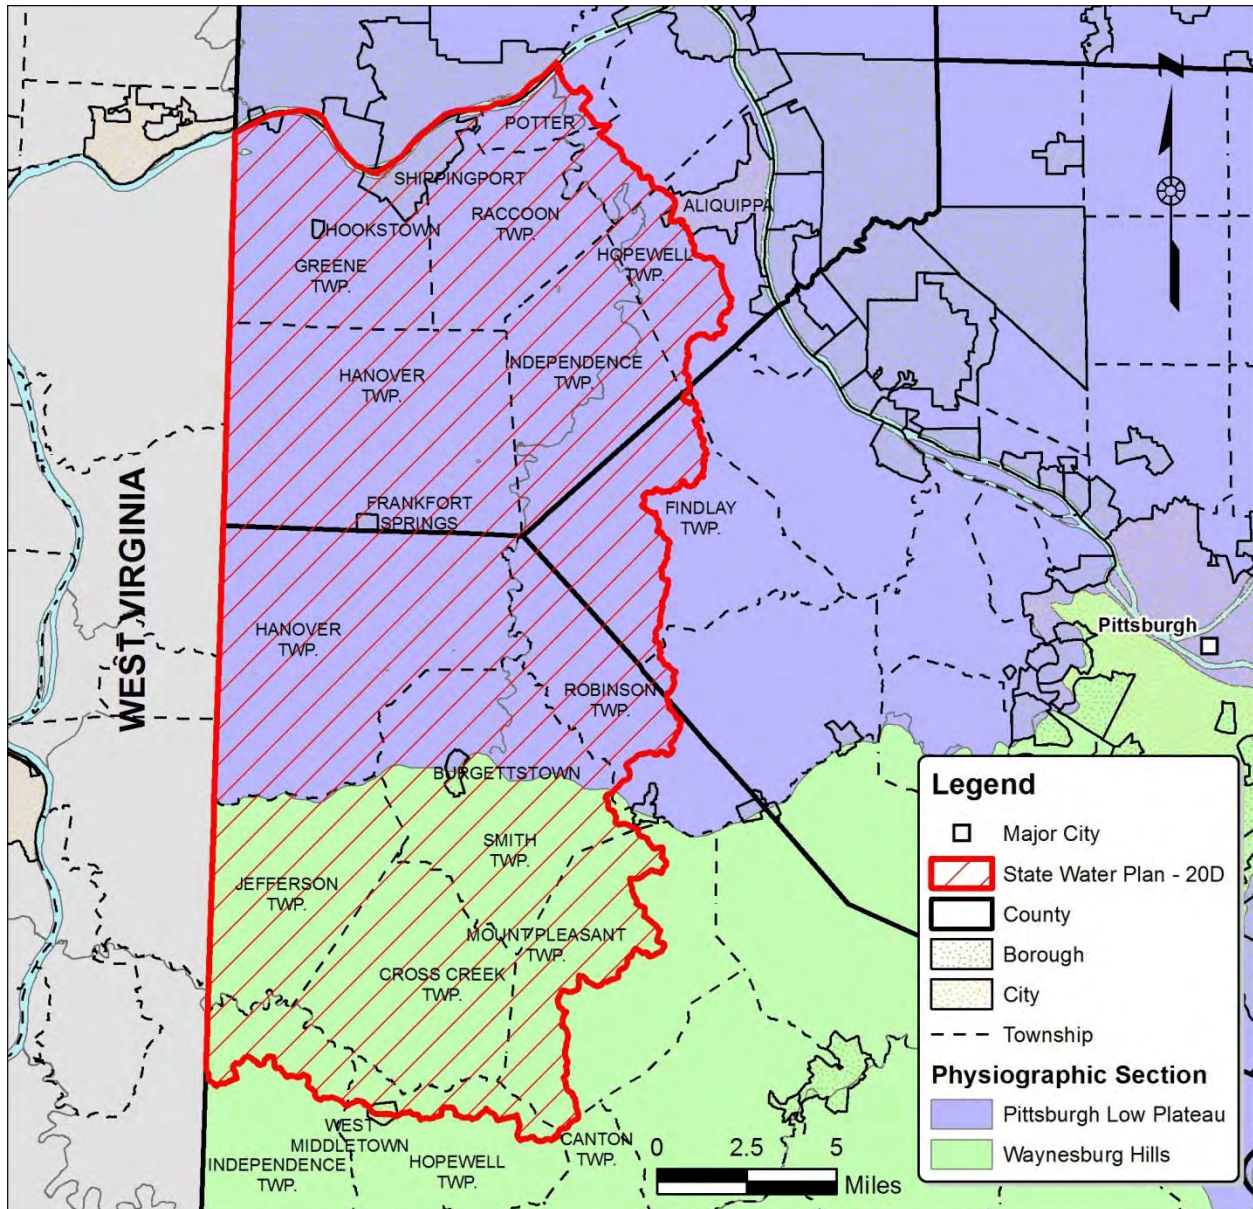 POTTER
SHIPPINGPORT
ALIQUIPPA
RACCOON
TWP.
HOOKSTOWN
HOPEWELL
TWP.
GREENE
TWP.
INDEPENDENCE
TWP.
HANOVER
TWP.
FRANKFORT
SPRINGS
FINDLAY
TWP.
WEST VIRGINIA
HANOVER
TWP.
Pittsburgh
ROBINSON
TWP.
BURGETTSTOWN
SMITH
TWP.
JEFFERSON
TWP.
MOUNT PLEASANT
TWP.
CROSS CREEK
TWP.
WEST
MIDDLETOWN
CANTON
TWP.
INDEPENDENCE
TWP.
HOPEWELL
TWP.
0 2.5 5
Miles
Legend
Major City
State Water Plan - 20D
County
Borough
City
Township
Physiographic Section
Pittsburgh Low Plateau
Waynesburg Hills